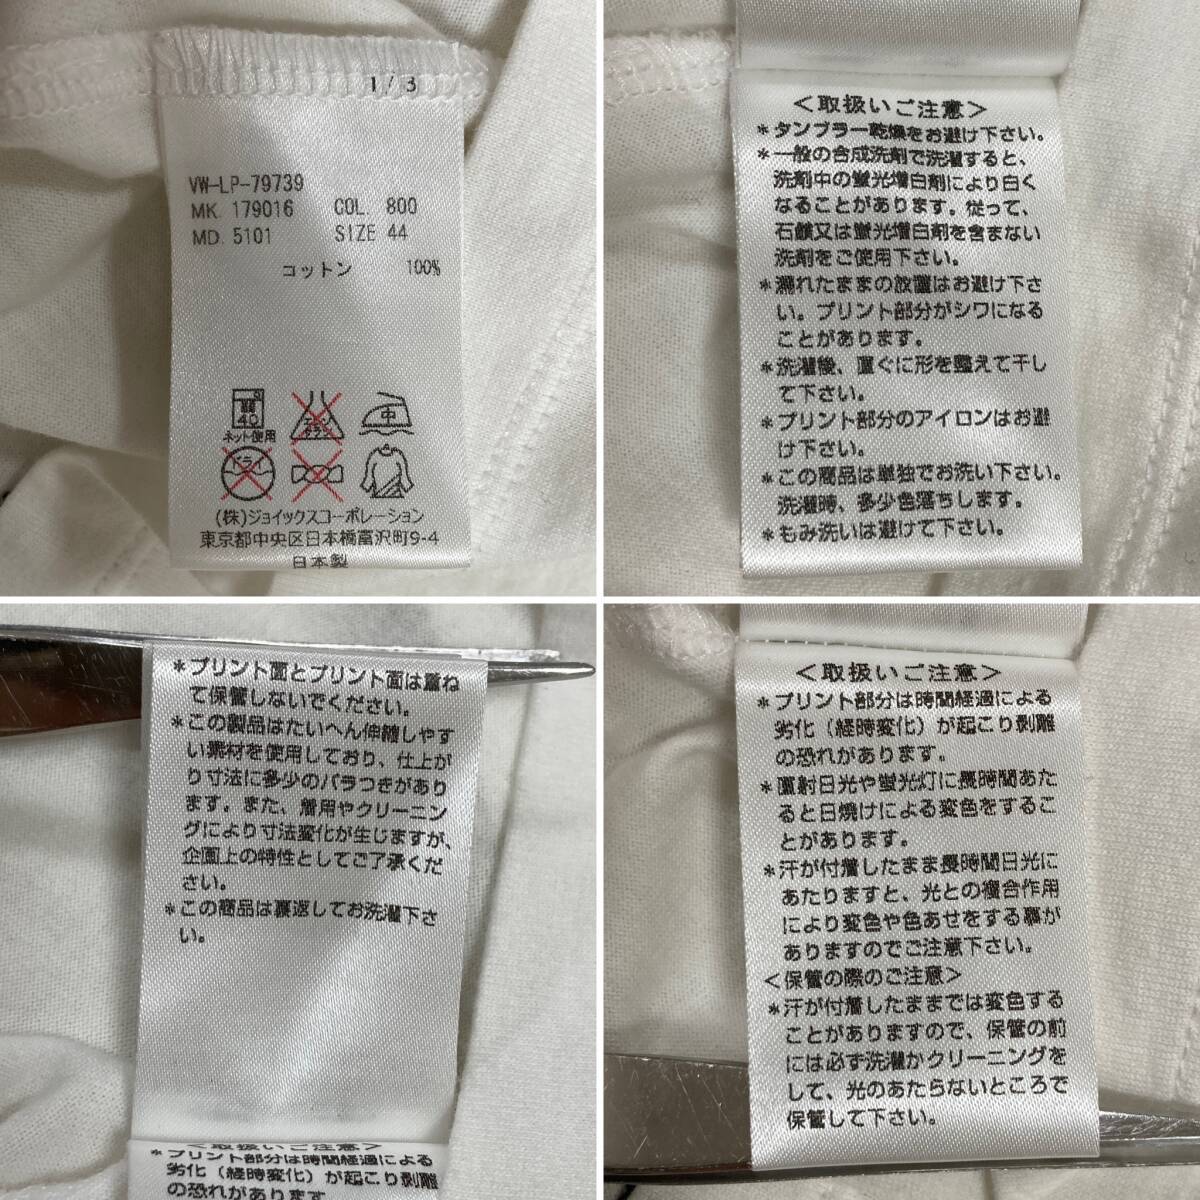 1/3
VW-LP-79739
MK. 179016 COL. 800
MD. 5101 SIZE 44
コットン 100%
40
ネット使用
エンソ
サラシ
中
ドライ
(株)ジョイックスコーポレーション
東京都中央区日本橋富沢町9-4
日本製
<取扱いご注意>
*タンブラー乾燥をお避け下さい。
*一般の合成洗剤で洗濯すると、
洗剤中の蛍光増白剤により白く
なることがあります。従って、
石鹸又は蛍光増白剤を含まない
洗剤をご使用下さい。
*濡れたままの放置はお避け下さ
い。プリント部分がシワになる
ことがあります。
*洗濯後、直ぐに形を整えて干し
て下さい。
*プリント部分のアイロンはお避
け下さい。
*この商品は単独でお洗い下さい。
洗濯時、多少色落ちします。
*もみ洗いは避けて下さい。
*プリント面とプリント面は重ね
て保管しないでください。
*この製品はたいへん伸縮しやす
い素材を使用しており、仕上が
り寸法に多少のバラつきがあり
ます。また、着用やクリーニン
グにより寸法変化が生じますが、
企画上の特性としてご了承くだ
さい。
*この商品は裏返してお洗濯下さ
い。
<取扱いご注意>
*プリント部分は時間経過による
劣化(経時変化)が起こり剥離
の恐れがあります
<取扱いご注意>
*プリント部分は時間経過による
劣化(経時変化)が起こり剥離
の恐れがあります。
*直射日光や蛍光灯に長時間あた
ると日焼けによる変色をするこ
とがあります。
*汗が付着したまま長時間日光に
あたりますと、光との複合作用
により変色や色あせをする事が
ありますのでご注意下さい。
<保管の際のご注意>
*汗が付着したままでは変色する
ことがありますので、保管の前
には必ず洗濯かクリーニングを
して、光のあたらないところで
保管して下さい。